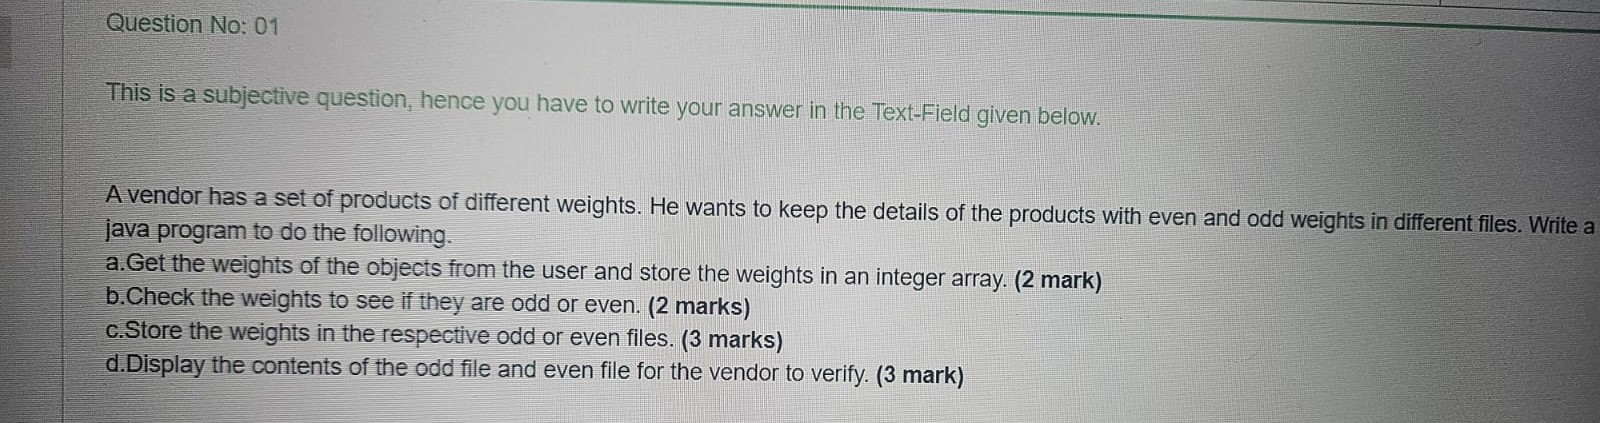 Question No: 01
This is a subjective question, hence you have to write your answer in the Text-Field given below.
A vendor has a set of products of different weights. He wants to keep the details of the products with even and odd weights in different files. Write a
java program to do the following.
a.Get the weights of the objects from the user and store the weights in an integer array. (2 mark)
b.Check the weights to see if they are odd or even. (2 marks)
c.Store the weights in the respective odd or even files. (3 marks)
d.Display the contents of the odd file and even file for the vendor to verify. (3 mark)